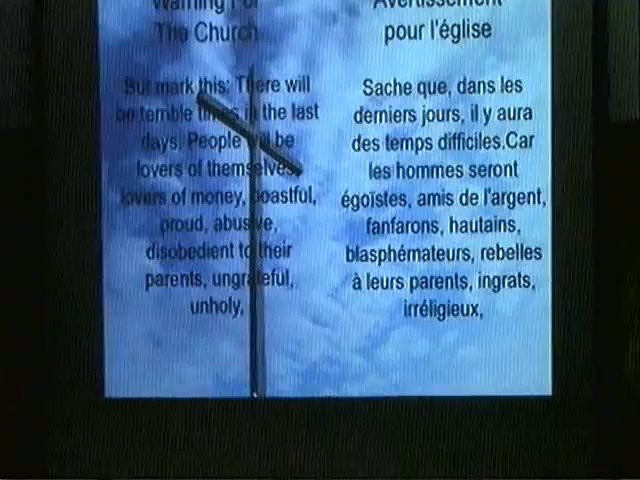 Warning For
The Church
But mark this: There will
be terrible times in the last
days. People will be
lovers of themselves,
lovers of money, boastful,
proud, abusive,
disobedient to their
parents, ungrateful,
unholy,
Avertissement
pour l'église
Sache que, dans les
derniers jours, il y aura
des temps difficiles.Car
les hommes seront
égoïstes, amis de l'argent,
fanfarons, hautains,
blasphémateurs, rebelles
à leurs parents, ingrats,
irréligieux,